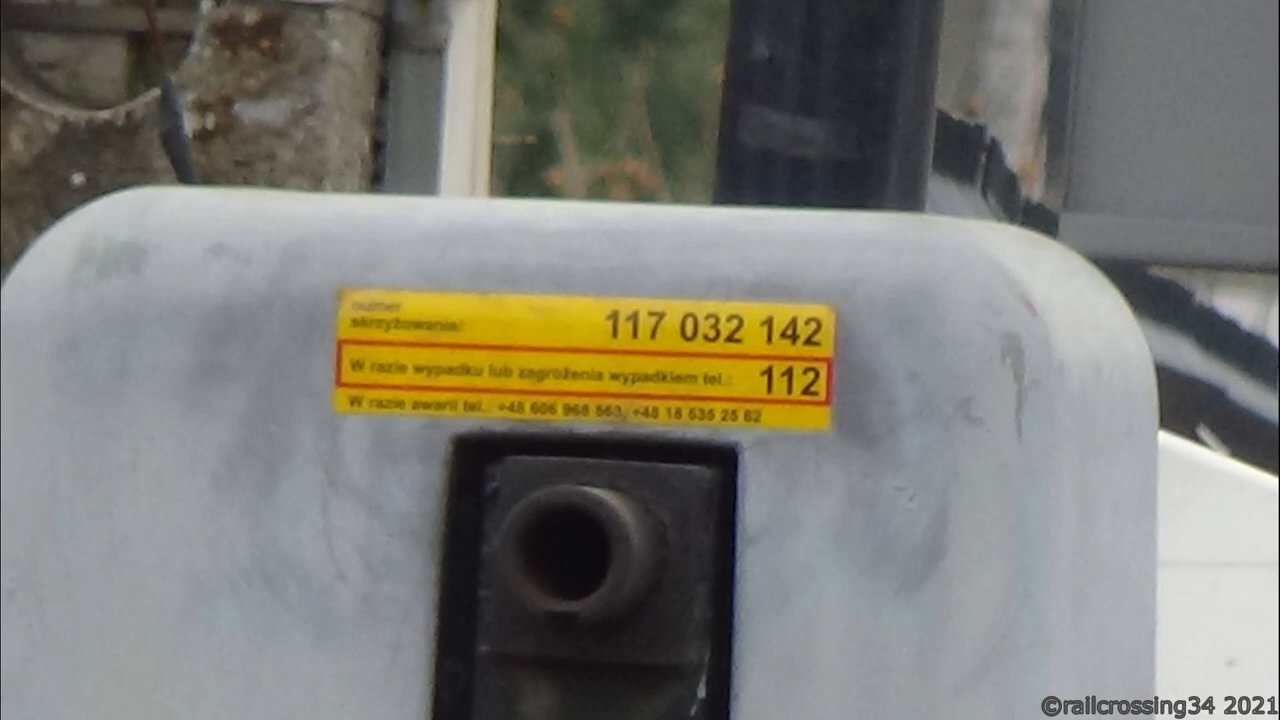 numer
skrzyżowania: 117 032 142
W razie wypadku lub zagrożenia wypadkiem tel.: 112
W razie awarii tel.: +48 606 968 563, +48 18 635 25 62
©railcrossing34 2021